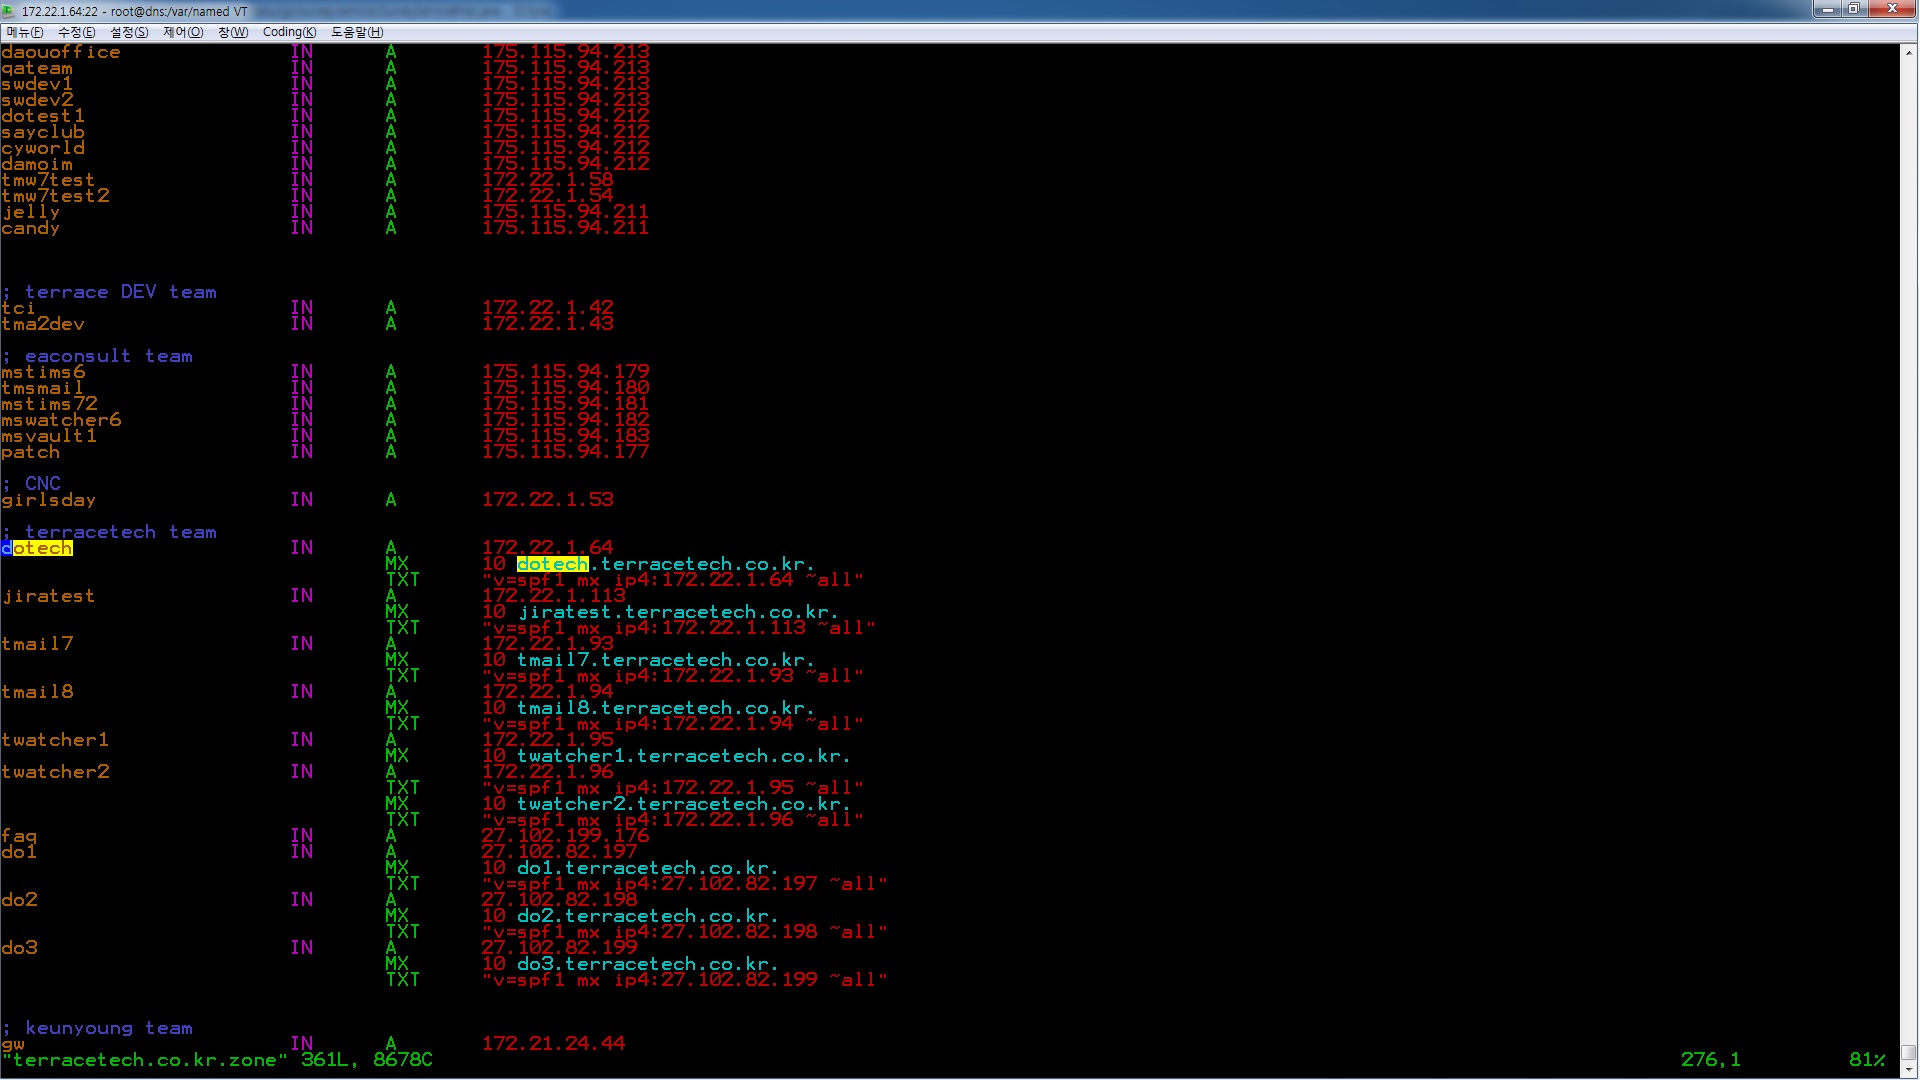 172.22.1.64:22 - root@dns:/var/named VT
메뉴(F) 수정(E) 설정(S) 제어(O) 창(W) Coding(K) 도움말(H)
daouoffice IN A 175.115.94.213
qateam IN A 175.115.94.213
swdev1 IN A 175.115.94.213
swdev2 IN A 175.115.94.213
dotest1 IN A 175.115.94.212
sayclub IN A 175.115.94.212
cyworld IN A 175.115.94.212
damoim IN A 175.115.94.212
tmw7test IN A 172.22.1.58
tmw7test2 IN A 172.22.1.54
jelly IN A 175.115.94.211
candy IN A 175.115.94.211
; terrace DEV team
tci IN A 172.22.1.42
tma2dev IN A 172.22.1.43
; eaconsult team
mstims6 IN A 175.115.94.179
tmsmail IN A 175.115.94.180
mstims72 IN A 175.115.94.181
mswatcher6 IN A 175.115.94.182
msvault1 IN A 175.115.94.183
patch IN A 175.115.94.177
; CNC
girlsday IN A 172.22.1.53
; terracetech team
dotech IN A 172.22.1.64
MX 10 dotech.terracetech.co.kr.
TXT "v=spf1 mx ip4:172.22.1.64 ~all"
jiratest IN A 172.22.1.113
MX 10 jiratest.terracetech.co.kr.
TXT "v=spf1 mx ip4:172.22.1.113 ~all"
tmail7 IN A 172.22.1.93
MX 10 tmail7.terracetech.co.kr.
TXT "v=spf1 mx ip4:172.22.1.93 ~all"
tmail8 IN A 172.22.1.94
MX 10 tmail8.terracetech.co.kr.
TXT "v=spf1 mx ip4:172.22.1.94 ~all"
twatcher1 IN A 172.22.1.95
MX 10 twatcher1.terracetech.co.kr.
twatcher2 IN A 172.22.1.96
TXT "v=spf1 mx ip4:172.22.1.95 ~all"
MX 10 twatcher2.terracetech.co.kr.
TXT "v=spf1 mx ip4:172.22.1.96 ~all"
faq IN A 27.102.199.176
do1 IN A 27.102.82.197
MX 10 do1.terracetech.co.kr.
TXT "v=spf1 mx ip4:27.102.82.197 ~all"
do2 IN A 27.102.82.198
MX 10 do2.terracetech.co.kr.
TXT "v=spf1 mx ip4:27.102.82.198 ~all"
do3 IN A 27.102.82.199
MX 10 do3.terracetech.co.kr.
TXT "v=spf1 mx ip4:27.102.82.199 ~all"
; keunyoung team
gw IN A 172.21.24.44
"terracetech.co.kr.zone" 361L, 8678C 276,1 81%